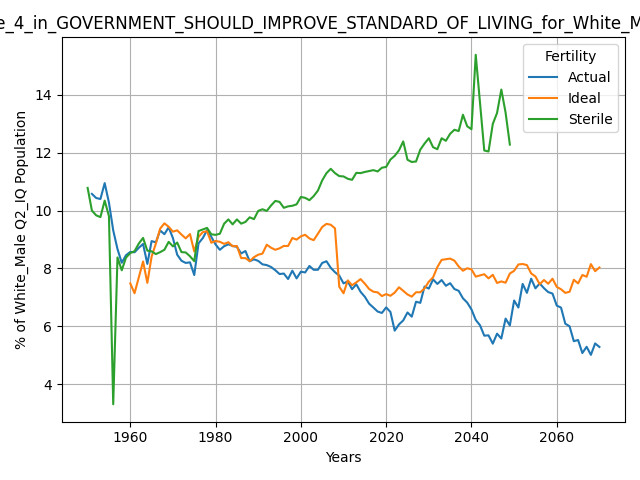 e_4_in_GOVERNMENT_SHOULD_IMPROVE_STANDARD_OF_LIVING_for_White_M
Fertility
Actual
Ideal
Sterile
% of White_Male Q2_IQ Population
14
12
10
8
6
4
1960
1980
2000
2020
2040
2060
Years